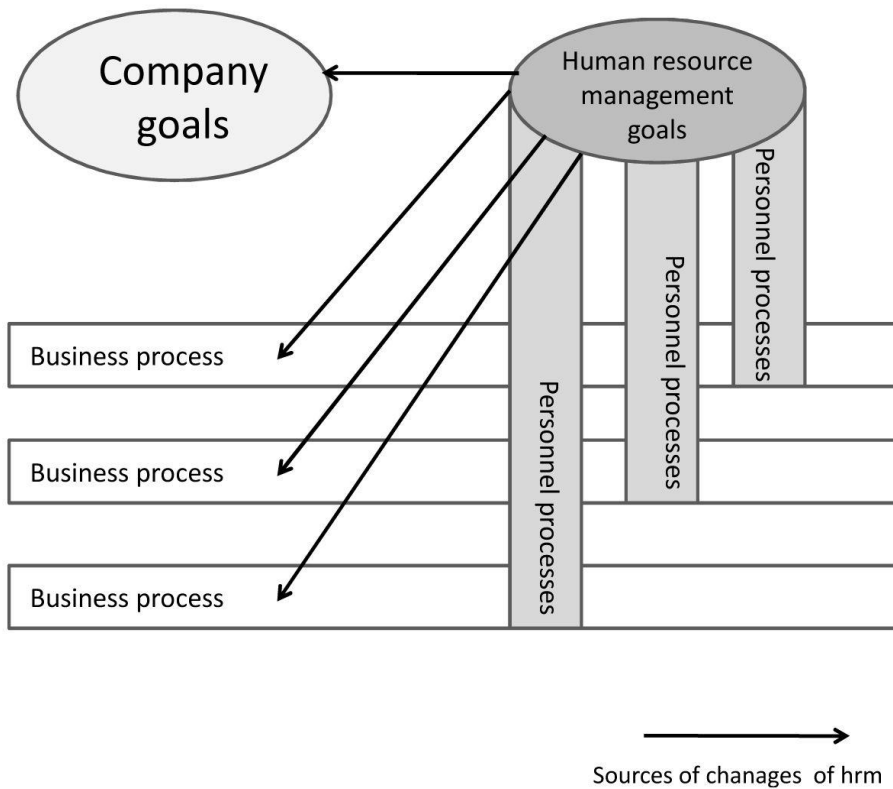 Company
goals
Human resource
management
goals
Personnel processes
Personnel processes
Personnel processes
Business process
Business process
Business process
Sources of chanages of hrm